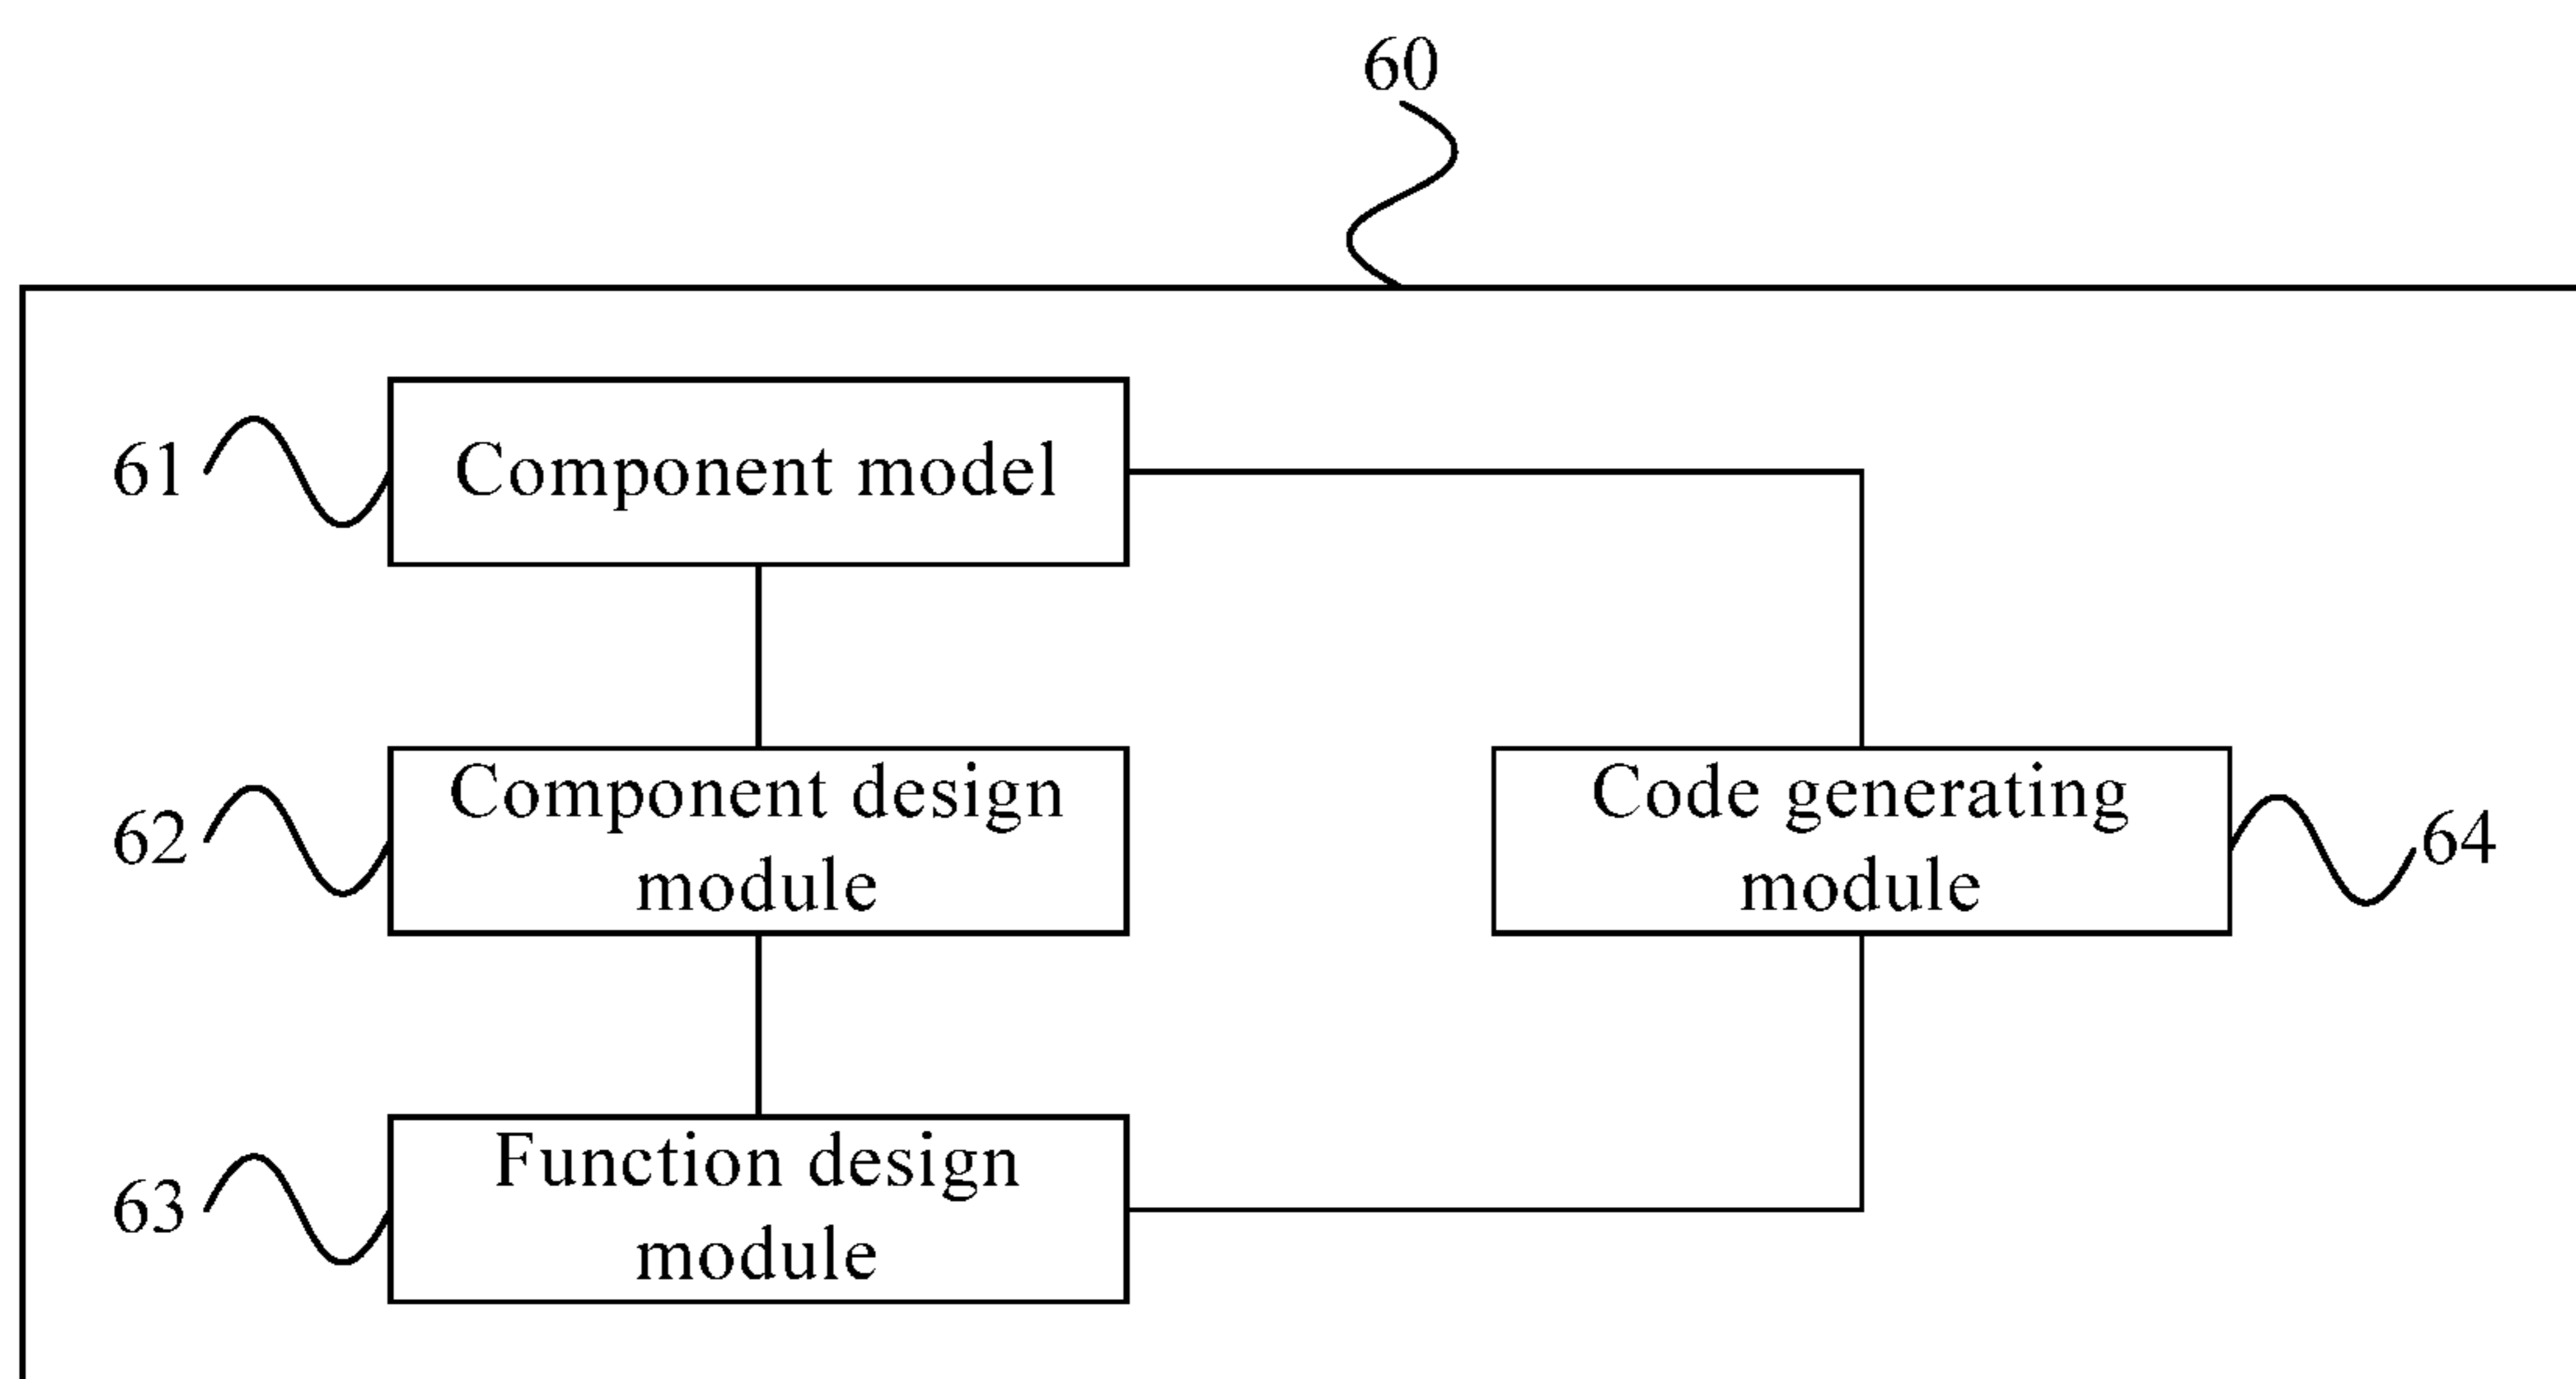 60
61
Component model
62
Component design
module
Code generating
module
64
63
Function design
module